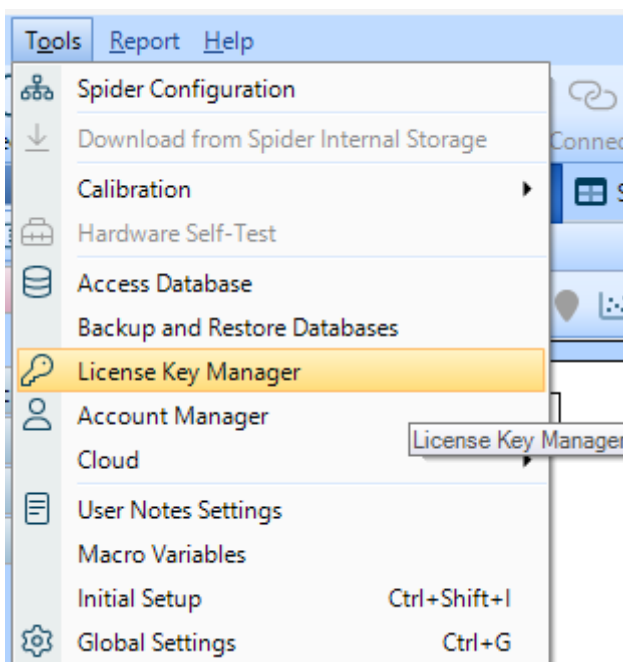 Tools Report Help
Spider Configuration
Download from Spider Internal Storage
Calibration
Hardware Self-Test
Access Database
Backup and Restore Databases
License Key Manager
Account Manager
License Key Manager
Cloud
User Notes Settings
Macro Variables
Initial Setup Ctrl+Shift+I
Global Settings Ctrl+G